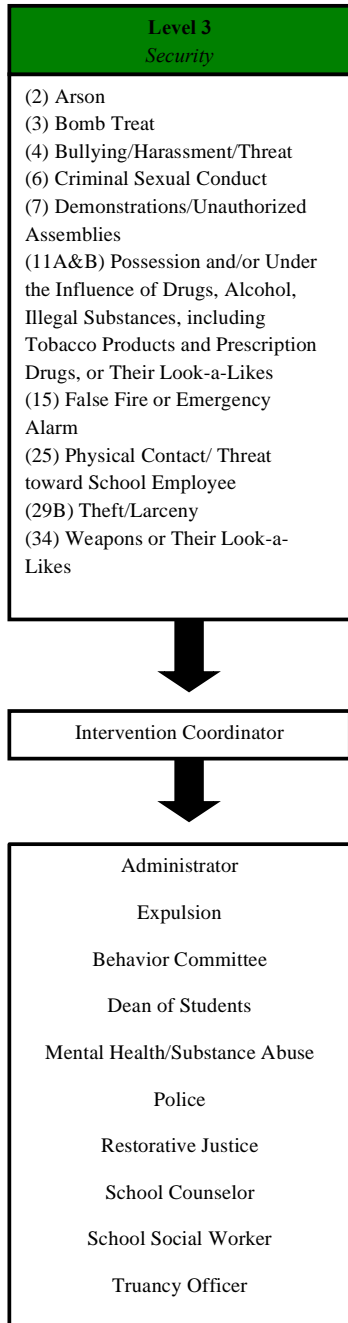 Level 3
Security
(2) Arson
(3) Bomb Treat
(4) Bullying/Harassment/Threat
(6) Criminal Sexual Conduct
(7) Demonstrations/Unauthorized
Assemblies
(11A&B) Possession and/or Under
the Influence of Drugs, Alcohol,
Illegal Substances, including
Tobacco Products and Prescription
Drugs, or Their Look-a-Likes
(15) False Fire or Emergency
Alarm
(25) Physical Contact/ Threat
toward School Employee
(29B) Theft/Larceny
(34) Weapons or Their Look-a-
Likes
Intervention Coordinator
Administrator
Expulsion
Behavior Committee
Dean of Students
Mental Health/Substance Abuse
Police
Restorative Justice
School Counselor
School Social Worker
Truancy Officer